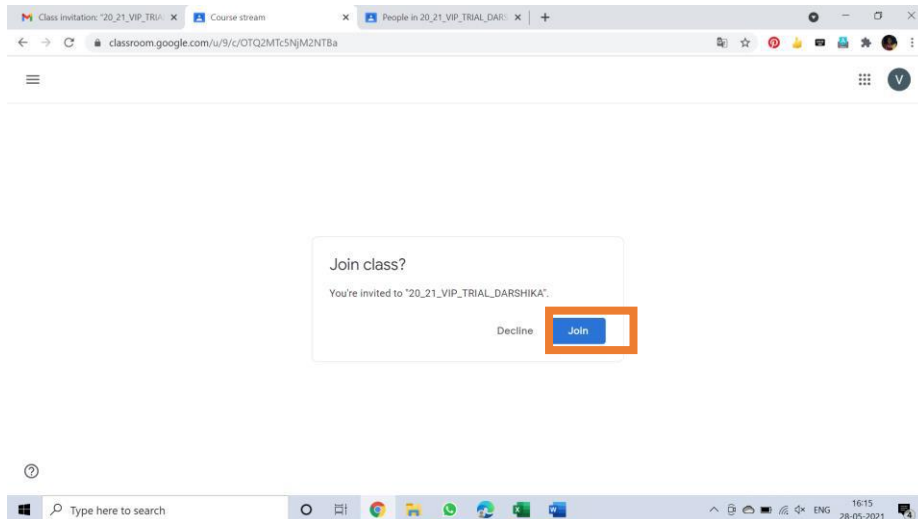 Class invitation: "20_21_VIP_TRIA
Course stream
People in 20_21_VIP_TRIAL_DARS
classroom.google.com/u/9/c/OTQ2MTc5NjM2NTBa
V
Join class?
You're invited to "20_21_VIP_TRIAL_DARSHIKA".
Decline Join
Type here to search
ENG
16:15
28-05-2021